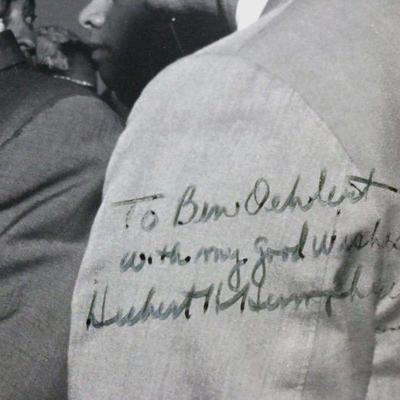 To Ben Oehlert
with my good wishes
Hubert H Humphrey